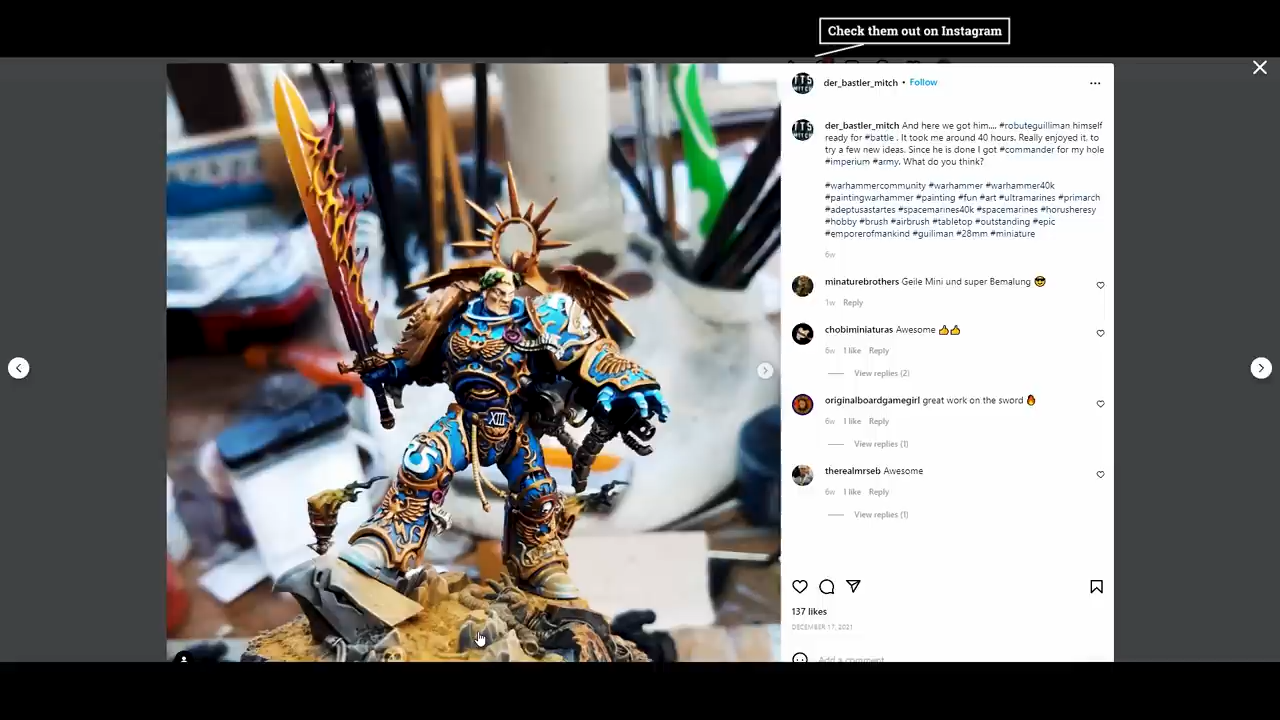 Check them out on Instagram
der_bastler_mitch • Follow
der_bastler_mitch And here we got him.... #robuteguilliman himself
ready for #battle . It took me around 40 hours. Really enjoyed it, to
try a few new ideas. Since he is done I got #commander for my hole
#imperium #army. What do you think?
#warhammercommunity #warhammer #warhammer40k
#paintingwarhammer #painting #fun #art #ultramarines #primarch
#adeptusastartes #spacemarines40k #spacemarines #horusheresy
#hobby #brush #airbrush #tabletop #outstanding #epic
#emporerofmankind #guiliman #28mm #miniature
6w
minaturebrothers Geile Mini und super Bemalung 😎
1w Reply
chobiminiaturas Awesome 👍👍
6w 1 like Reply
View replies (2)
originalboardgamegirl great work on the sword 🔥
6w 1 like Reply
View replies (1)
therealmrseb Awesome
6w 1 like Reply
View replies (1)
137 likes
DECEMBER 17, 2021
Add a comment...
XIII